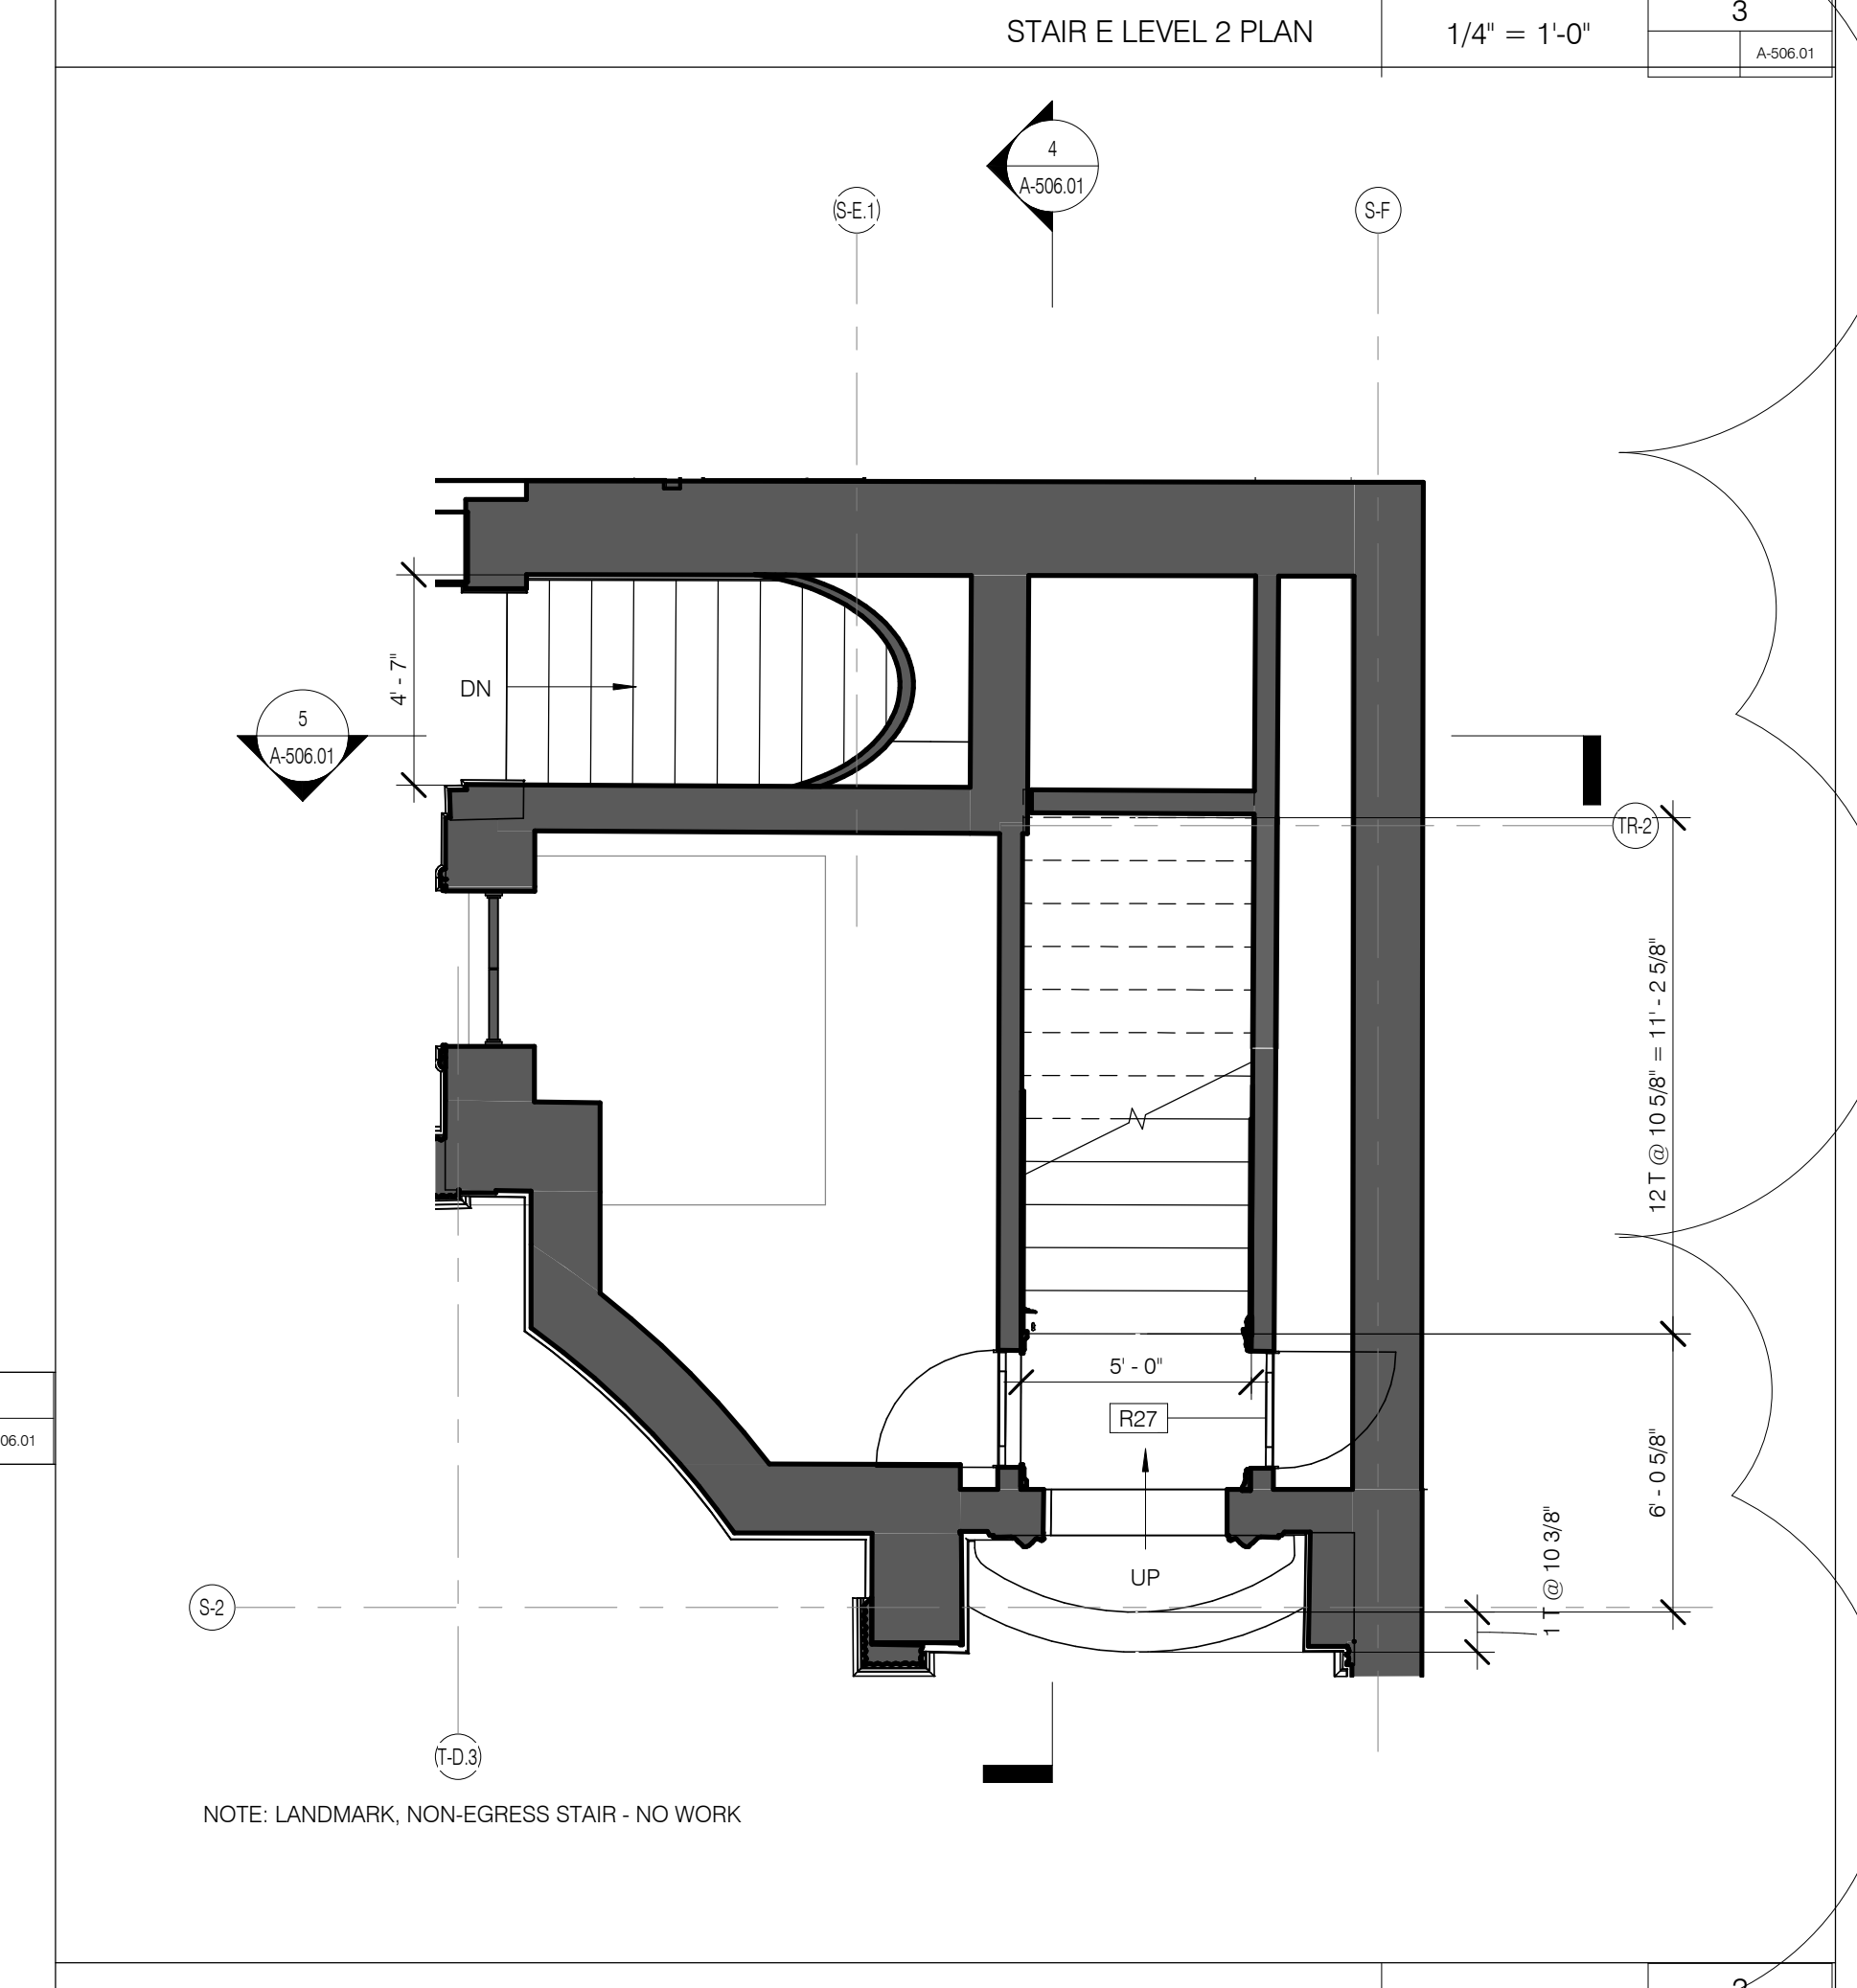 STAIR E LEVEL 2 PLAN
1/4" = 1'-0"
3
A-506.01
4
A-506.01
S-E.1
S-F
4' - 7"
DN
5
A-506.01
TR-2
12 T @ 10 5/8" = 11' - 2 5/8"
5' - 0"
R27
06.01
6' - 0 5/8"
1 T @ 10 3/8"
UP
S-2
T-D.3
NOTE: LANDMARK, NON-EGRESS STAIR - NO WORK